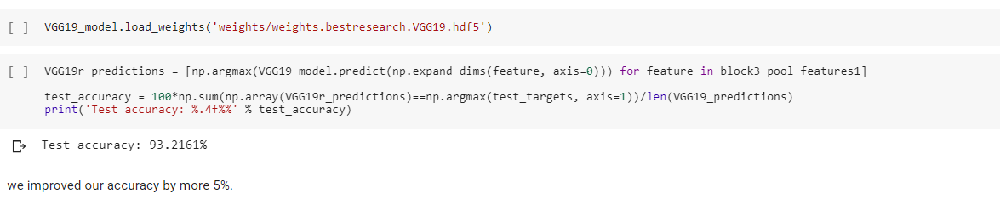 [ ] VGG19_model.load_weights('weights/weights.bestresearch.VGG19.hdf5')
[ ] VGG19r_predictions = [np.argmax(VGG19_model.predict(np.expand_dims(feature, axis=0))) for feature in block3_pool_features1]
test_accuracy = 100*np.sum(np.array(VGG19r_predictions)==np.argmax(test_targets, axis=1))/len(VGG19_predictions)
print('Test accuracy: %.4f%%' % test_accuracy)
Test accuracy: 93.2161%
we improved our accuracy by more 5%.